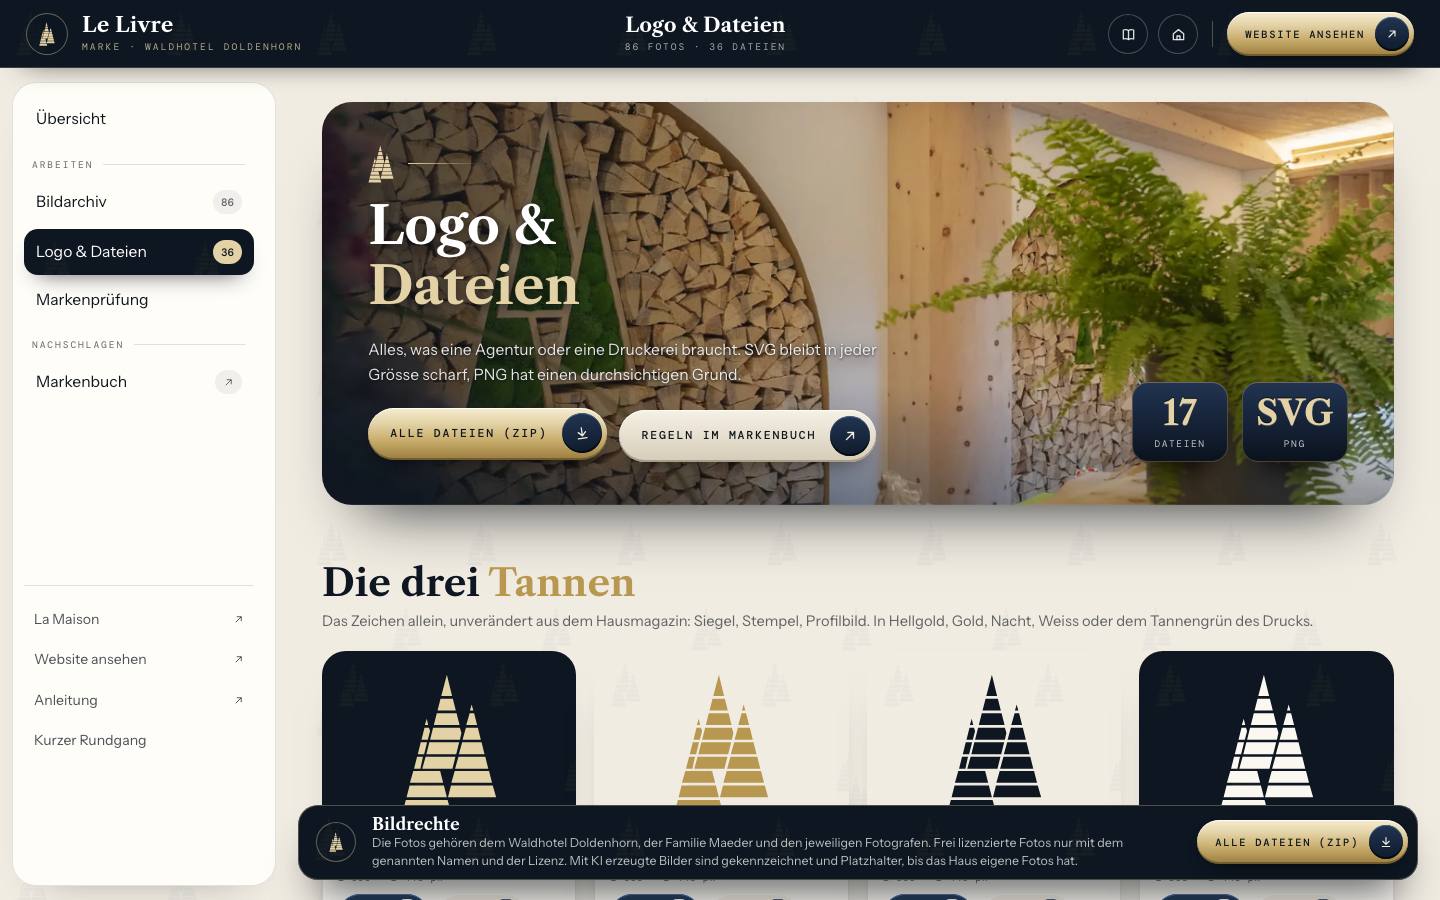 Le Livre
MARKE · WALDHOTEL DOLDENHORN
Logo & Dateien
86 FOTOS · 36 DATEIEN
WEBSITE ANSEHEN
Übersicht
ARBEITEN
Bildarchiv 86
Logo & Dateien 36
Markenprüfung
NACHSCHLAGEN
Markenbuch
La Maison
Website ansehen
Anleitung
Kurzer Rundgang
Logo &
Dateien
Alles, was eine Agentur oder eine Druckerei braucht. SVG bleibt in jeder
Grösse scharf, PNG hat einen durchsichtigen Grund.
ALLE DATEIEN (ZIP)
REGELN IM MARKENBUCH
17
DATEIEN
SVG
PNG
Die drei Tannen
Das Zeichen allein, unverändert aus dem Hausmagazin: Siegel, Stempel, Profilbild. In Hellgold, Gold, Nacht, Weiss oder dem Tannengrün des Drucks.
Bildrechte
Die Fotos gehören dem Waldhotel Doldenhorn, der Familie Maeder und den jeweiligen Fotografen. Frei lizenzierte Fotos nur mit dem
genannten Namen und der Lizenz. Mit KI erzeugte Bilder sind gekennzeichnet und Platzhalter, bis das Haus eigene Fotos hat.
ALLE DATEIEN (ZIP)